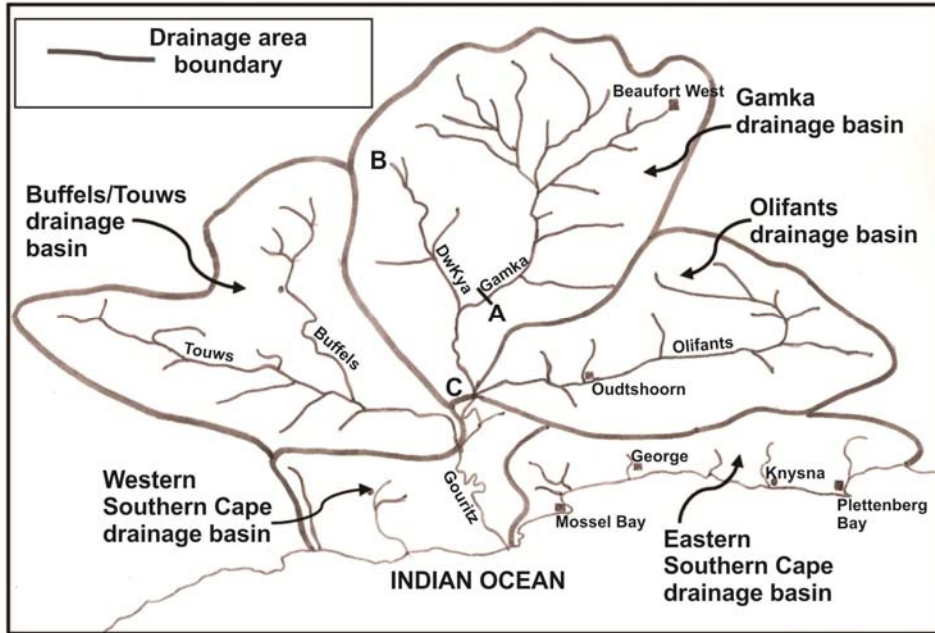 Drainage area
boundary
Beaufort West
Gamka
drainage basin
B
Buffels/Touws
drainage
basin
Olifants
drainage basin
DwKya
Gamka
A
Touws
Buffels
Olifants
C
Oudtshoorn
Western
Southern Cape
drainage basin
Gouritz
George
Knysna
Mossel Bay
Plettenberg
Bay
Eastern
Southern Cape
drainage basin
INDIAN OCEAN